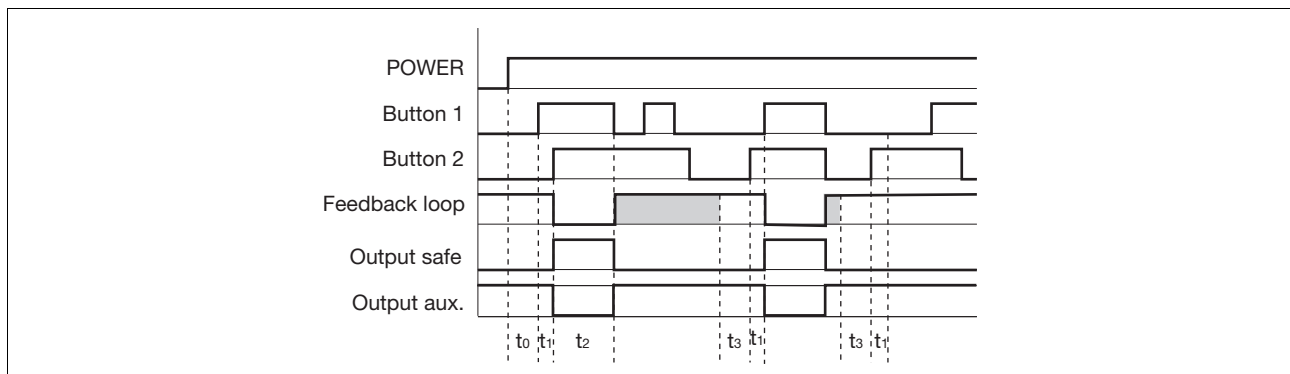 POWER
Button 1
Button 2
Feedback loop
Output safe
Output aux.
t0 t1 t2 t3 t1 t3 t1